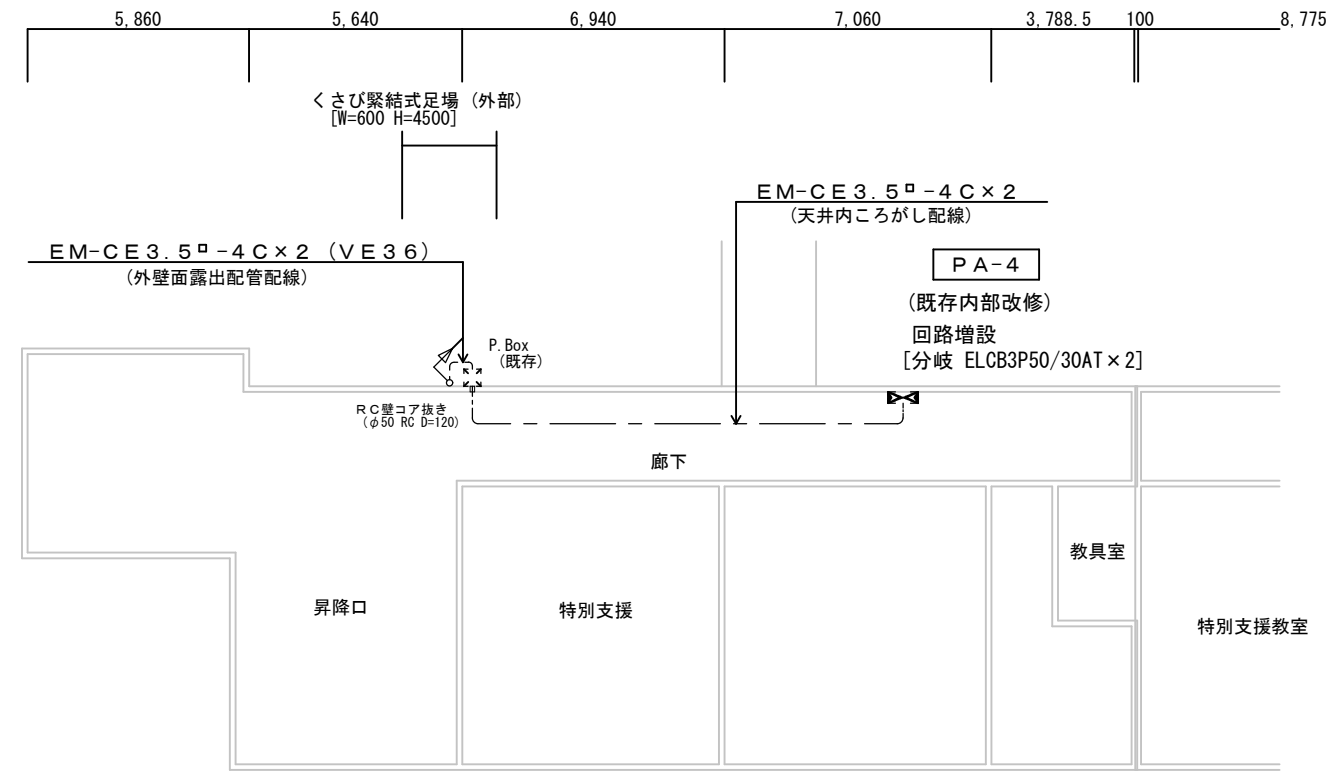 5,860
5,640
6,940
7,060
3,788.5
100
8,775
くさび緊結式足場（外部）
[W=600 H=4500]
ＥＭ−ＣＥ３．５□−４Ｃ×２
（天井内ころがし配線）
ＥＭ−ＣＥ３．５□−４Ｃ×２（ＶＥ３６）
（外壁面露出配管配線）
ＰＡ−４
（既存内部改修）
回路増設
[分岐 ELCB3P50/30AT×2]
P.Box
（既存）
ＲＣ壁コア抜き
（φ50 RC D=120）
廊下
教具室
昇降口
特別支援
特別支援教室